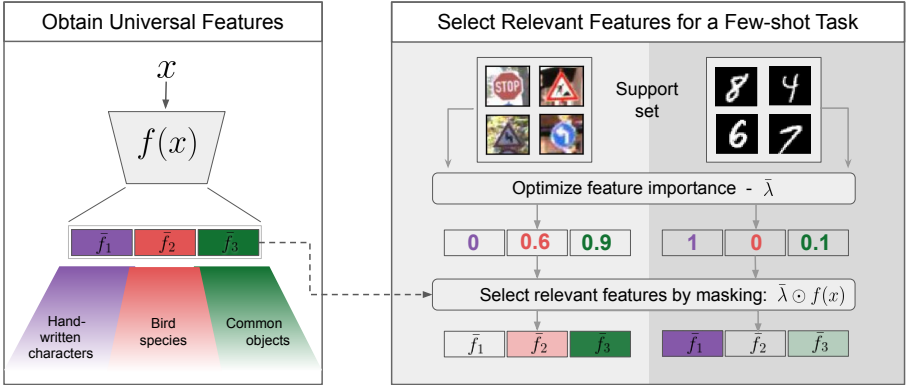 Obtain Universal Features
x
f(x)
f̄₁ f̄₂ f̄₃
Hand-
written
characters
Bird
species
Common
objects
Select Relevant Features for a Few-shot Task
STOP
Support
set
8 4
6 7
Optimize feature importance - λ̄
0 0.6 0.9
1 0 0.1
Select relevant features by masking: λ̄ ⊙ f(x)
f̄₁ f̄₂ f̄₃
f̄₁ f̄₂ f̄₃